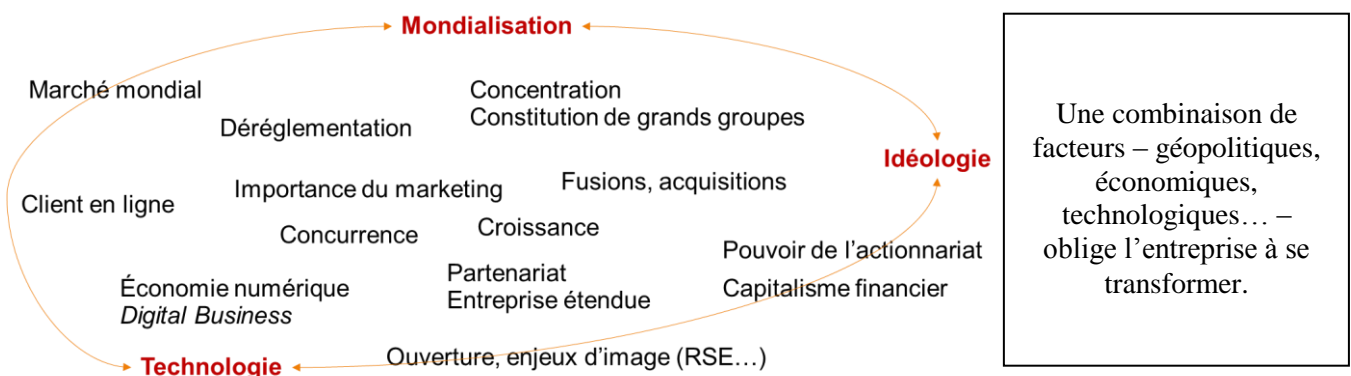 Mondialisation
Marché mondial
Concentration
Constitution de grands groupes
Déréglementation
Idéologie
Importance du marketing
Fusions, acquisitions
Client en ligne
Concurrence
Croissance
Pouvoir de l’actionnariat
Partenariat
Entreprise étendue
Capitalisme financier
Économie numérique
Digital Business
Technologie
Ouverture, enjeux d’image (RSE…)
Une combinaison de
facteurs – géopolitiques,
économiques,
technologiques… –
oblige l’entreprise à se
transformer.